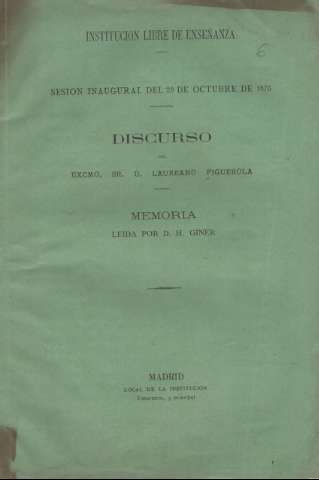 INSTITUCION LIBRE DE ENSEÑANZA
6
SESION INAUGURAL DEL 29 DE OCTUBRE DE 1876
DISCURSO
DEL
EXCMO. SR. D. LAUREANO FIGUEROLA
MEMORIA
LEIDA POR D. H. GINER
MADRID
LOCAL DE LA INSTITUCION
principal